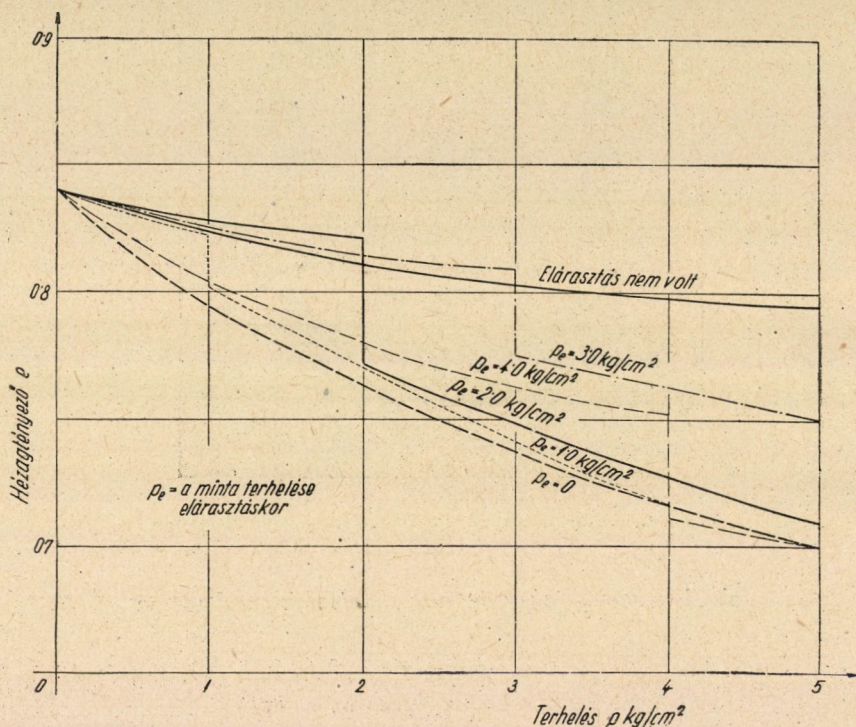 0·9
Hézagtényező e
0·8
0·7
Elárasztás nem volt
pₑ=3·0 kg/cm²
pₑ=4·0 kg/cm²
pₑ=2·0 kg/cm²
pₑ=1·0 kg/cm²
pₑ=0
pₑ = a minta terhelése
elárasztáskor
0 1 2 3 4 5
Terhelés p kg/cm²